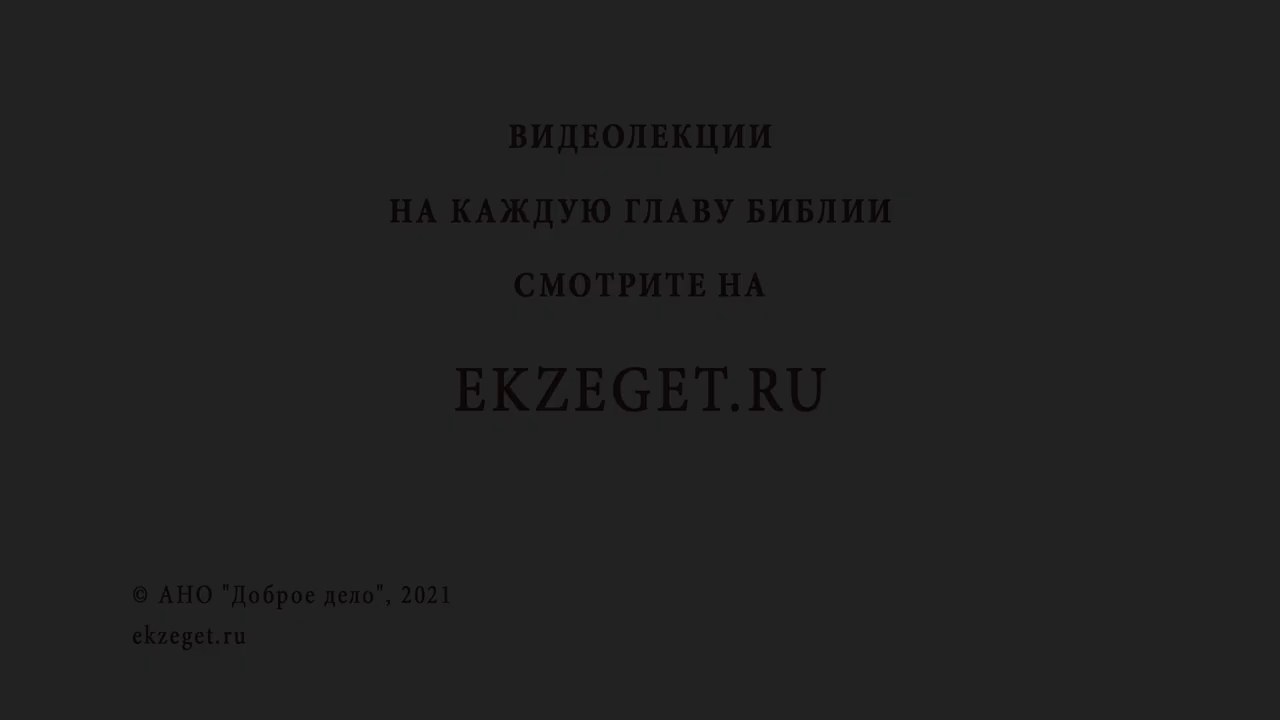 ВИДЕОЛЕКЦИИ
НА КАЖДУЮ ГЛАВУ БИБЛИИ
СМОТРИТЕ НА
EKZEGET.RU
© АНО "Доброе дело", 2021
ekzeget.ru